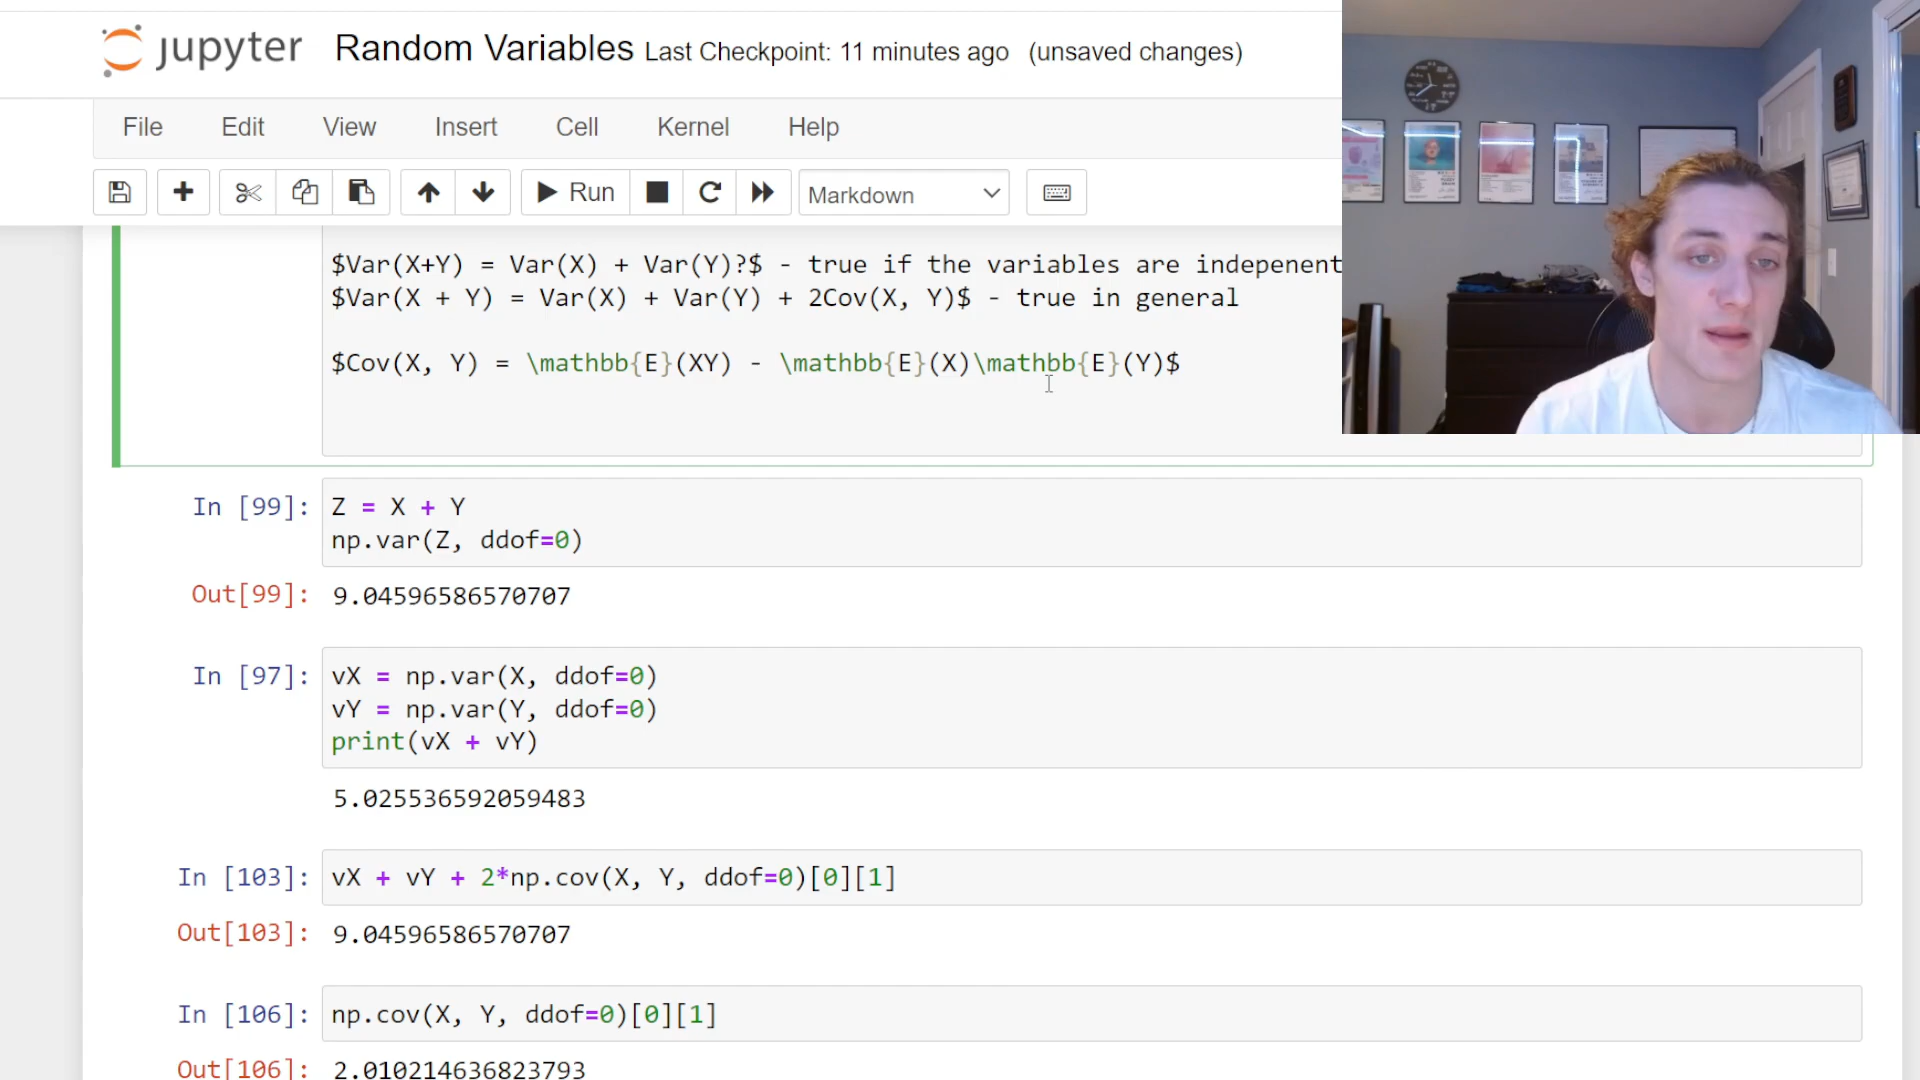 jupyter Random Variables Last Checkpoint: 11 minutes ago (unsaved changes)
File Edit View Insert Cell Kernel Help
Run Markdown
$Var(X+Y) = Var(X) + Var(Y)?$ - true if the variables are indepenent
$Var(X + Y) = Var(X) + Var(Y) + 2Cov(X, Y)$ - true in general
$Cov(X, Y) = \mathbb{E}(XY) - \mathbb{E}(X)\mathbb{E}(Y)$
In [99]: Z = X + Y
np.var(Z, ddof=0)
Out[99]: 9.04596586570707
In [97]: vX = np.var(X, ddof=0)
vY = np.var(Y, ddof=0)
print(vX + vY)
5.025536592059483
In [103]: vX + vY + 2*np.cov(X, Y, ddof=0)[0][1]
Out[103]: 9.04596586570707
In [106]: np.cov(X, Y, ddof=0)[0][1]
Out[106]: 2.010214636823793